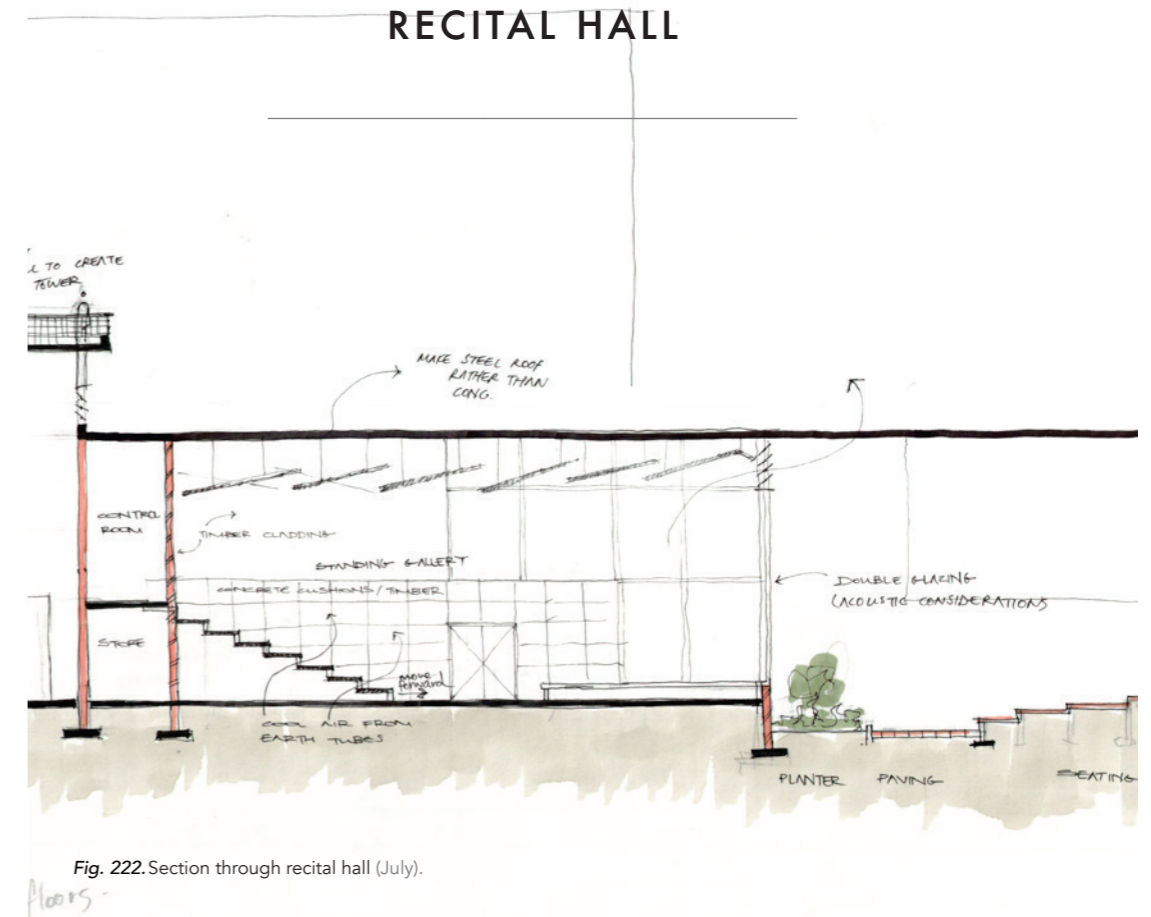 RECITAL HALL
TO CREATE
TOWER
MAKE STEEL ROOF
RATHER THAN
CONC.
CONTROL
ROOM
TIMBER CLADDING
STANDING GALLERY
CONCRETE CUSHIONS / TIMBER
DOUBLE GLAZING
(ACOUSTIC CONSIDERATIONS
STORE
move
forward
COOL AIR FROM
EARTH TUBES
PLANTER PAVING SEATING
Fig. 222. Section through recital hall (July).
floors-